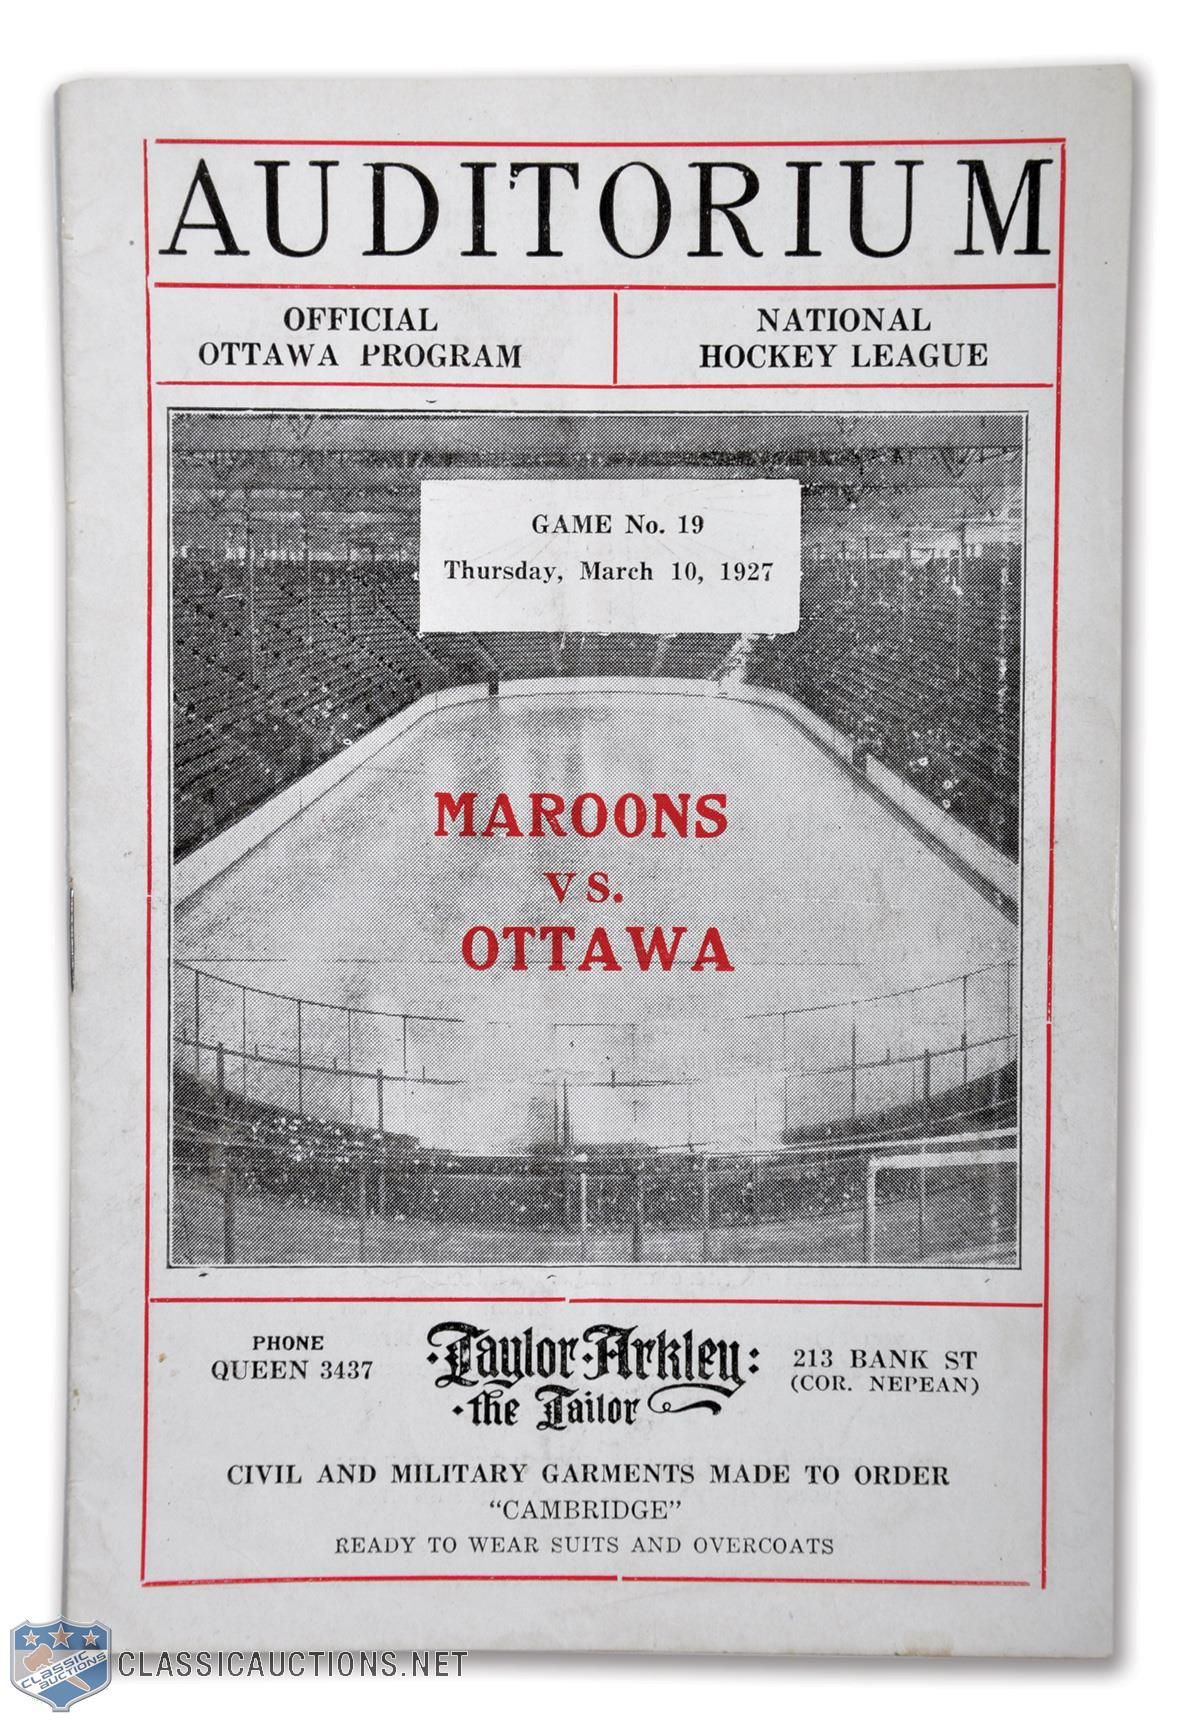 AUDITORIUM
OFFICIAL
OTTAWA PROGRAM
NATIONAL
HOCKEY LEAGUE
GAME No. 19
Thursday, March 10, 1927
MAROONS
VS.
OTTAWA
PHONE
QUEEN 3437
Taylor Arkley:
the Tailor
213 BANK ST
(COR. NEPEAN)
CIVIL AND MILITARY GARMENTS MADE TO ORDER
"CAMBRIDGE"
READY TO WEAR SUITS AND OVERCOATS
CLASSIC
AUCTIONS
CLASSICAUCTIONS.NET